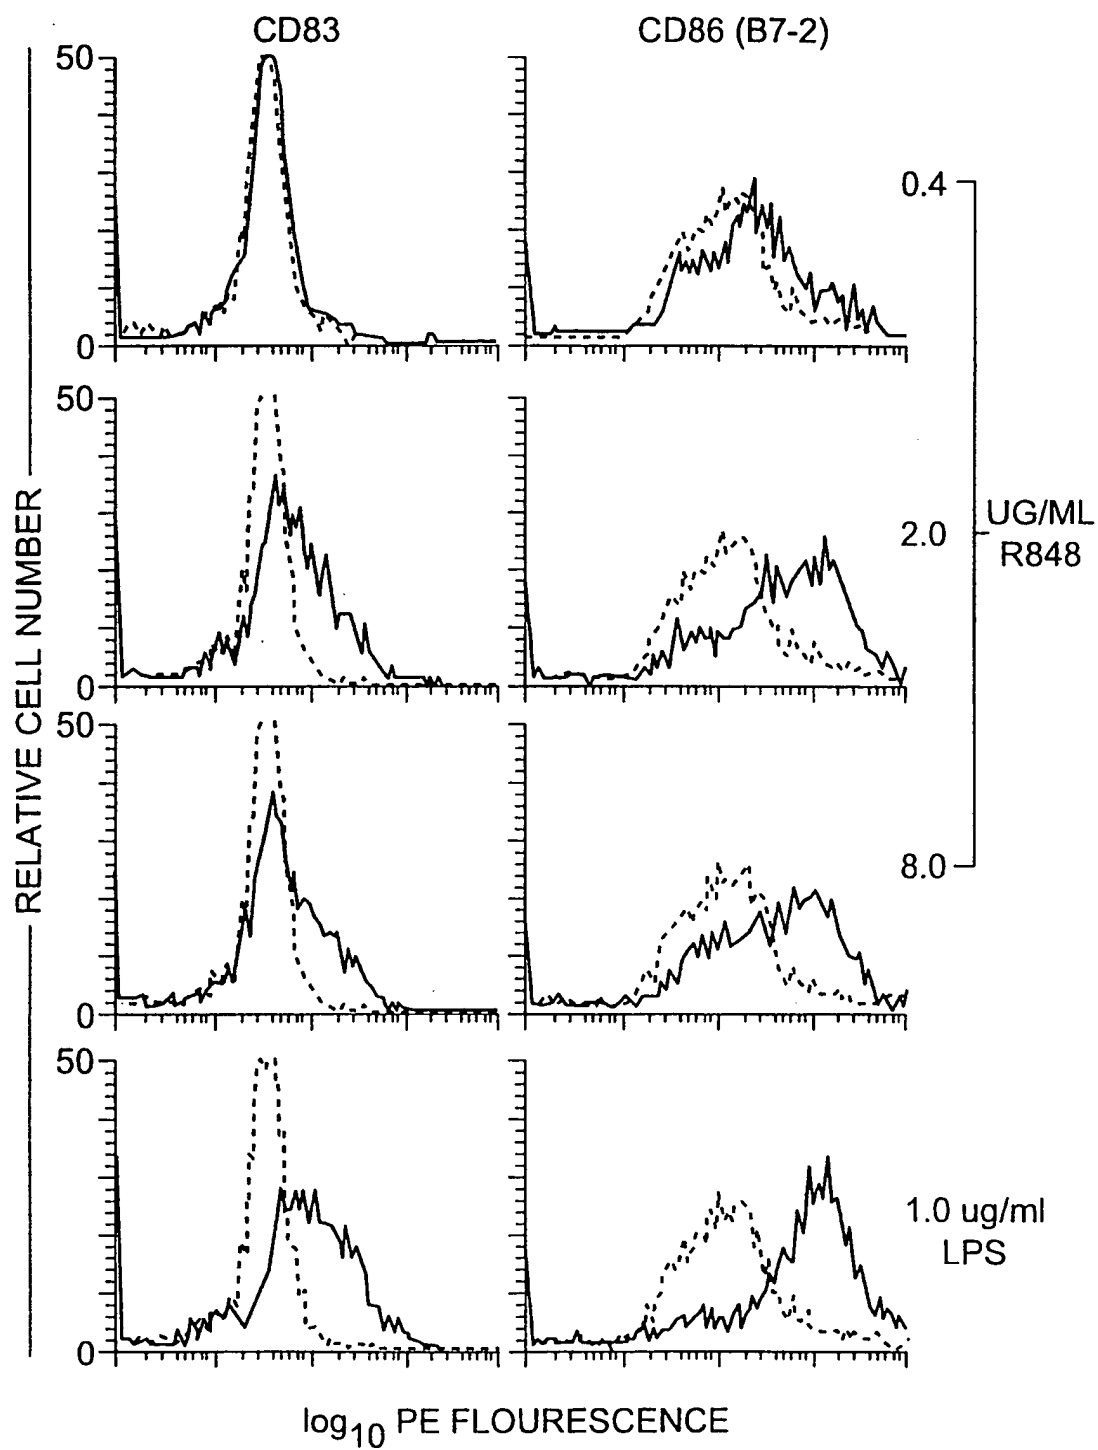 CD83
CD86 (B7-2)
50
0
0.4
50
0
2.0
UG/ML
R848
50
0
8.0
50
0
1.0 ug/ml
LPS
RELATIVE CELL NUMBER
log10 PE FLOURESCENCE